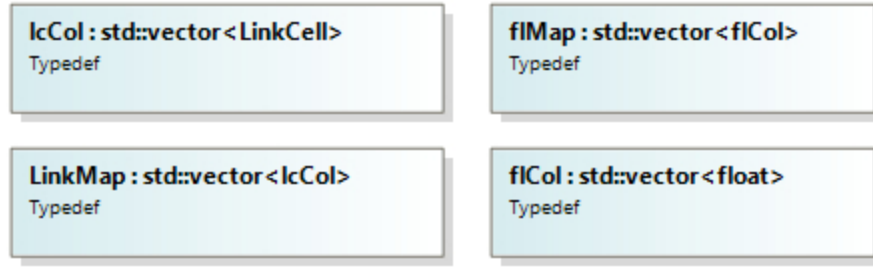 lcCol : std::vector<LinkCell>
Typedef
flMap : std::vector<flCol>
Typedef
LinkMap : std::vector<lcCol>
Typedef
flCol : std::vector<float>
Typedef